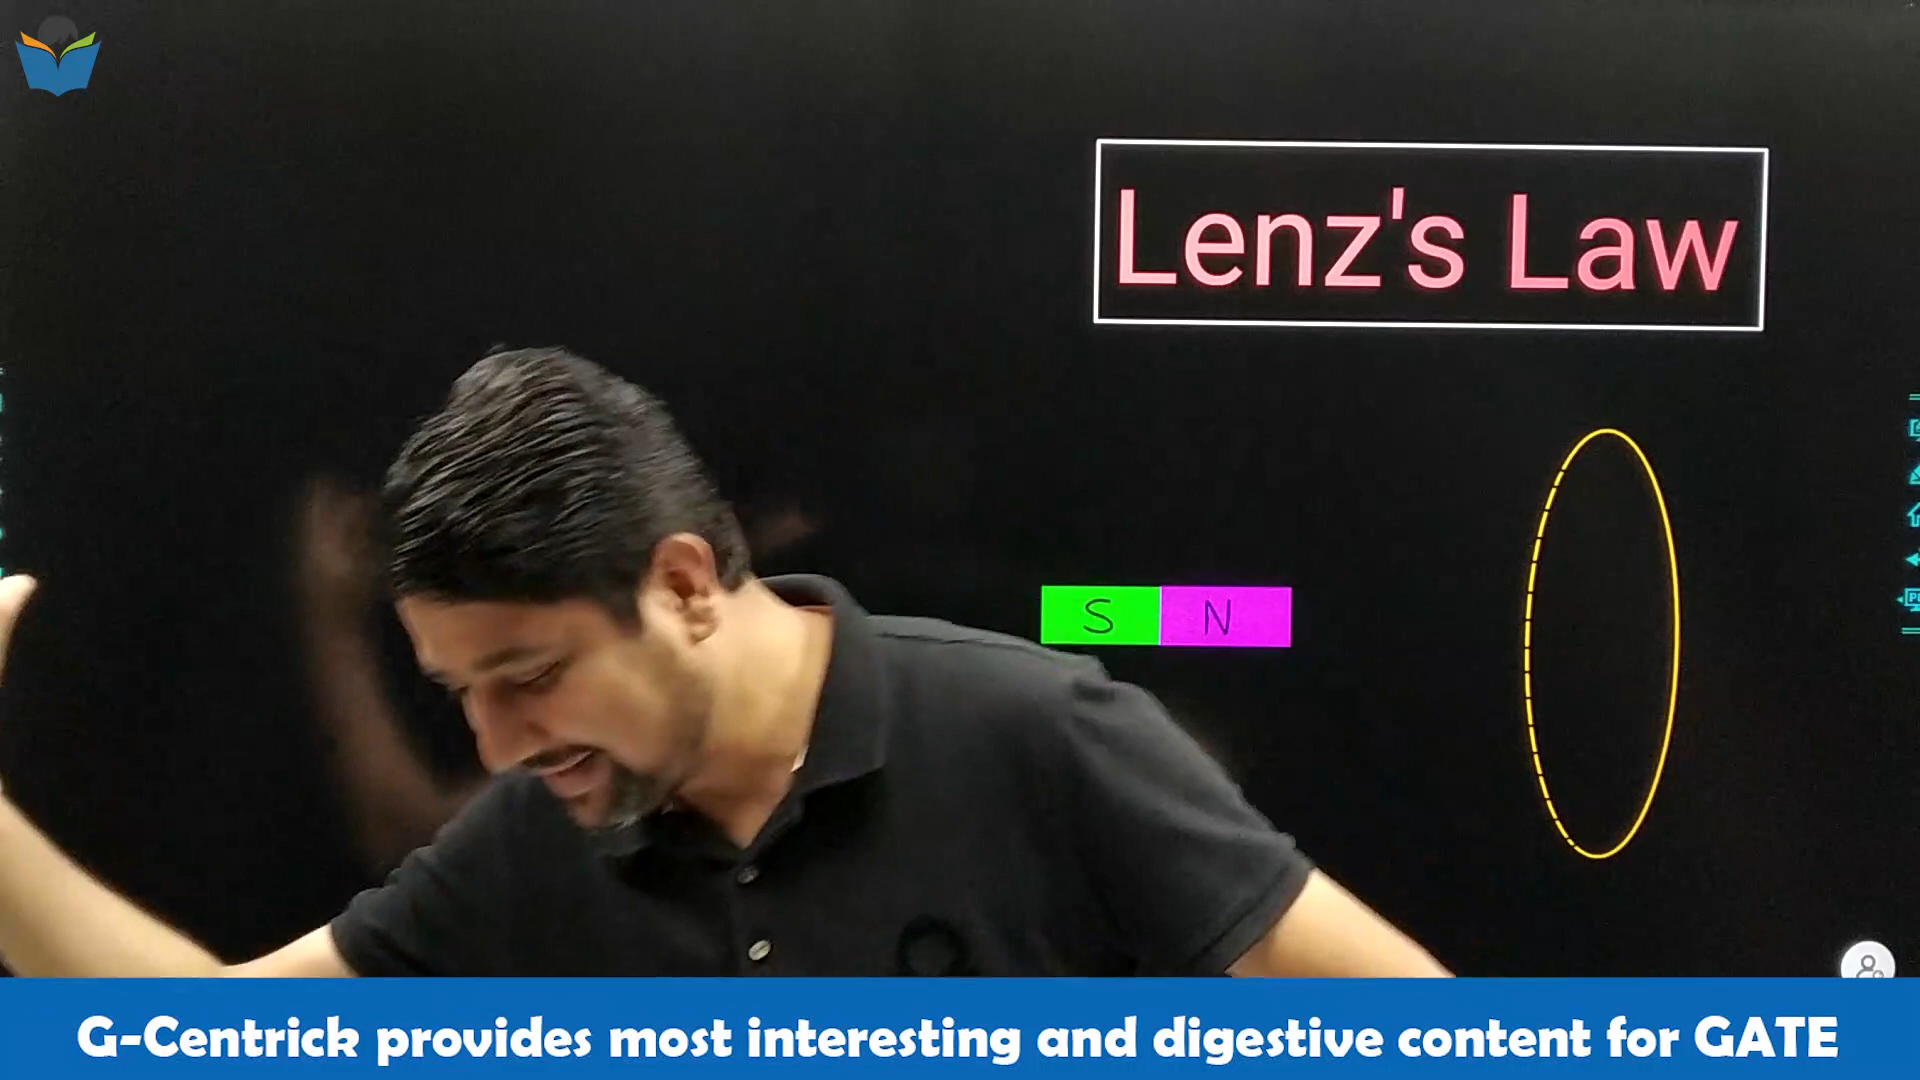 Lenz's Law
S N
G-Centrick provides most interesting and digestive content for GATE